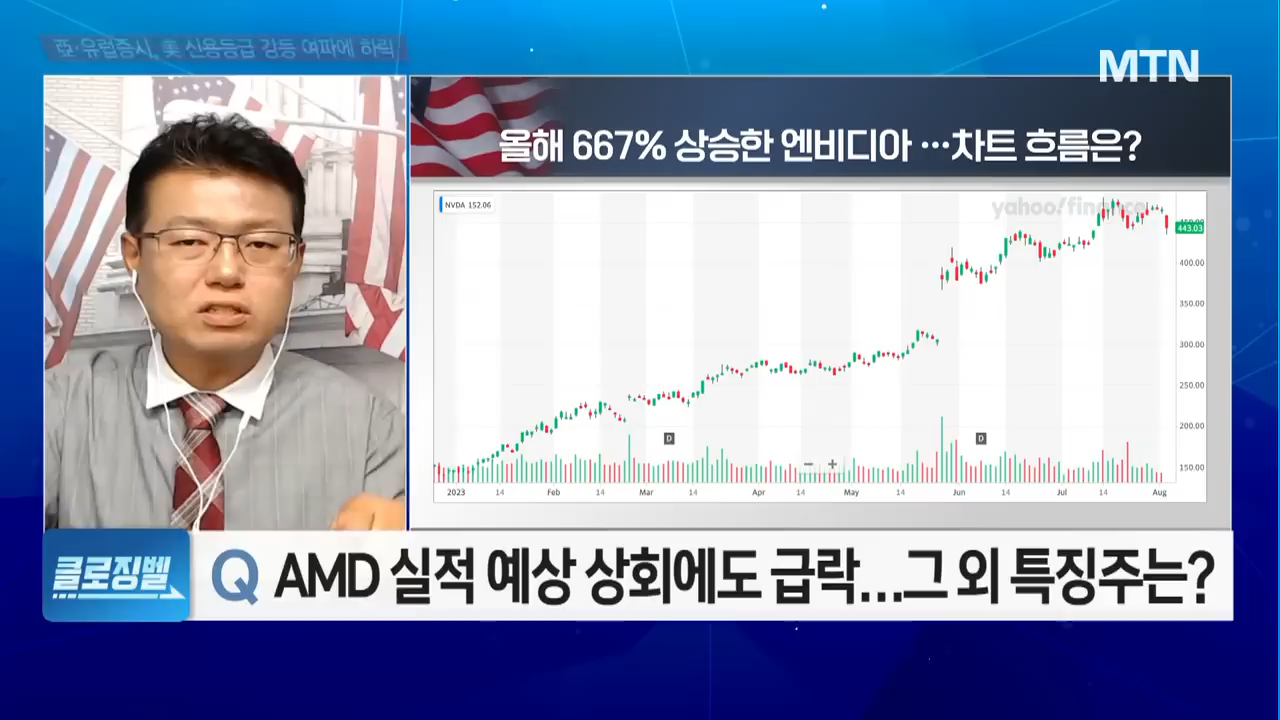 亞·유럽증시, 美 신용등급 강등 여파에 하락
MTN
올해 667% 상승한 엔비디아 …차트 흐름은?
NVDA 152.06
yahoo!finance
450.00
443.03
400.00
350.00
300.00
250.00
200.00
150.00
D
D
2023 14 Feb 14 Mar 14 Apr 14 May 14 Jun 14 Jul 14 Aug
클로징벨
Q AMD 실적 예상 상회에도 급락...그 외 특징주는?